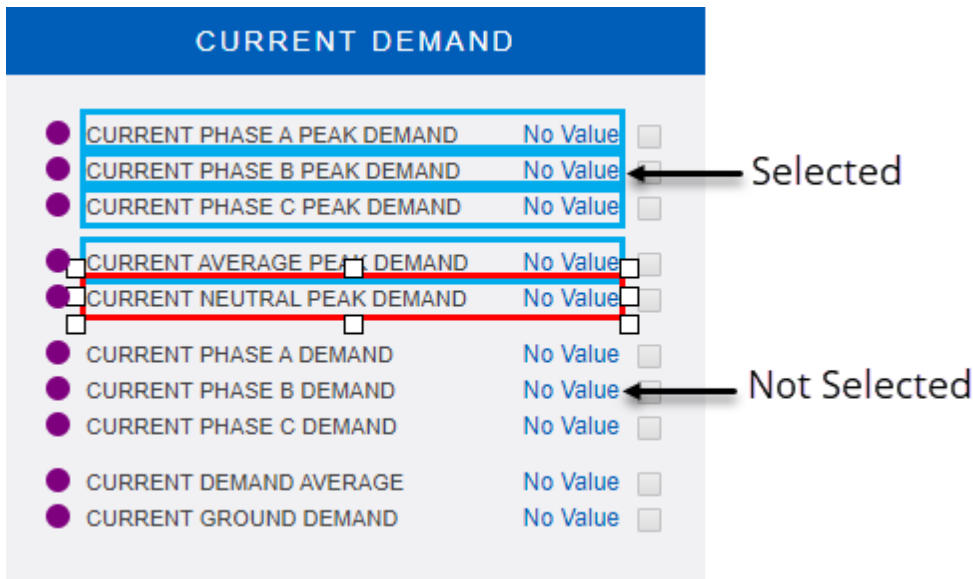 CURRENT DEMAND
CURRENT PHASE A PEAK DEMAND No Value
CURRENT PHASE B PEAK DEMAND No Value Selected
CURRENT PHASE C PEAK DEMAND No Value
CURRENT AVERAGE PEAK DEMAND No Value
CURRENT NEUTRAL PEAK DEMAND No Value
CURRENT PHASE A DEMAND No Value
CURRENT PHASE B DEMAND No Value Not Selected
CURRENT PHASE C DEMAND No Value
CURRENT DEMAND AVERAGE No Value
CURRENT GROUND DEMAND No Value